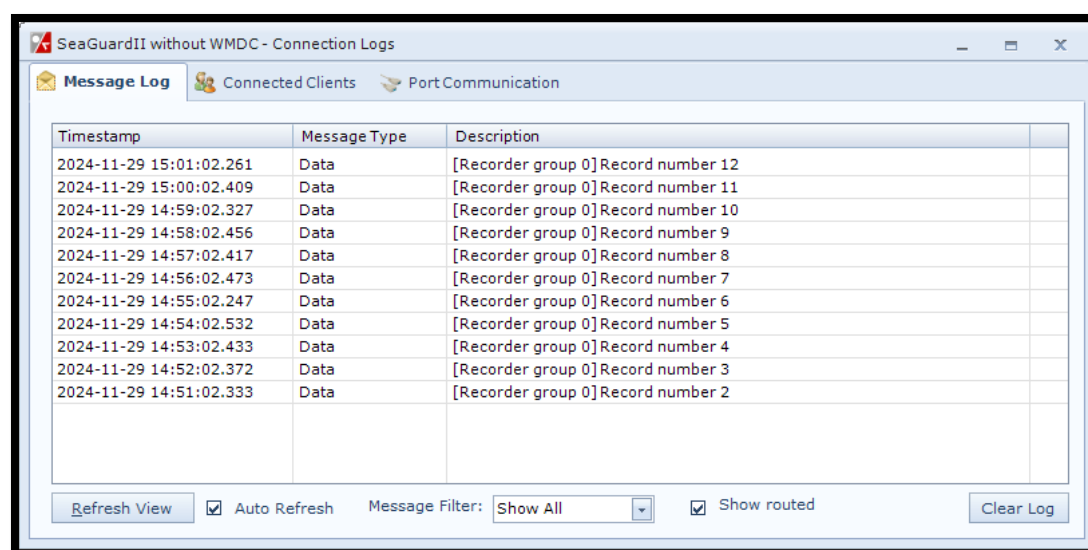 SeaGuardII without WMDC - Connection Logs
Message Log Connected Clients Port Communication
Timestamp Message Type Description
2024-11-29 15:01:02.261 Data [Recorder group 0] Record number 12
2024-11-29 15:00:02.409 Data [Recorder group 0] Record number 11
2024-11-29 14:59:02.327 Data [Recorder group 0] Record number 10
2024-11-29 14:58:02.456 Data [Recorder group 0] Record number 9
2024-11-29 14:57:02.417 Data [Recorder group 0] Record number 8
2024-11-29 14:56:02.473 Data [Recorder group 0] Record number 7
2024-11-29 14:55:02.247 Data [Recorder group 0] Record number 6
2024-11-29 14:54:02.532 Data [Recorder group 0] Record number 5
2024-11-29 14:53:02.433 Data [Recorder group 0] Record number 4
2024-11-29 14:52:02.372 Data [Recorder group 0] Record number 3
2024-11-29 14:51:02.333 Data [Recorder group 0] Record number 2
Refresh View Auto Refresh Message Filter: Show All Show routed Clear Log